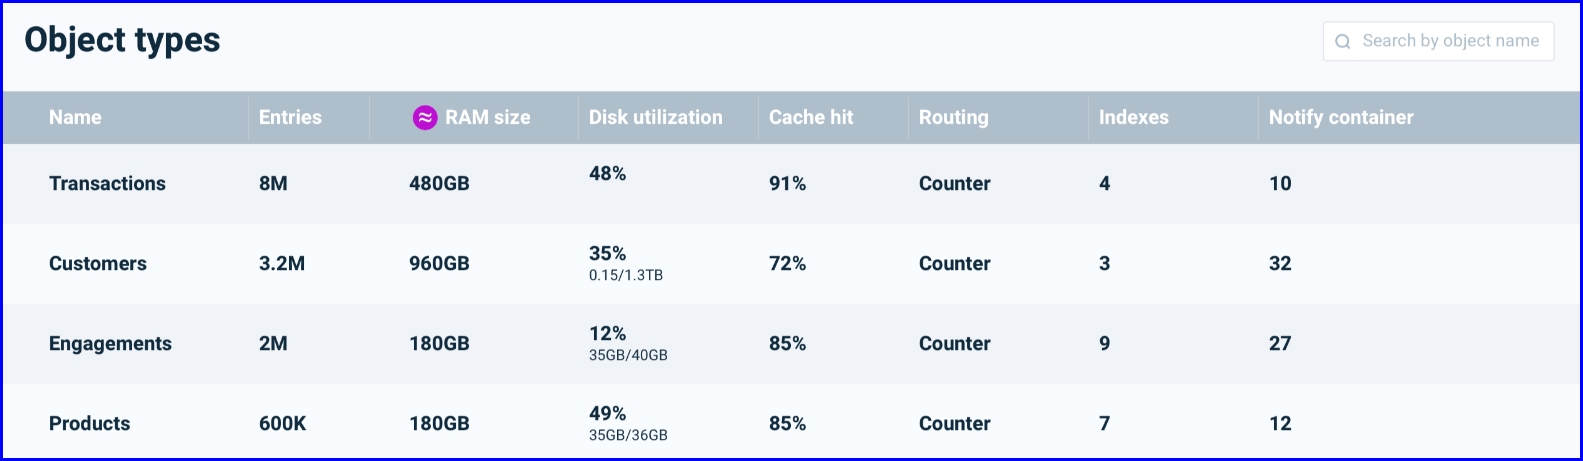 Object types
Search by object name
Name Entries ≈ RAM size Disk utilization Cache hit Routing Indexes Notify container
Transactions 8M 480GB 48% 91% Counter 4 10
Customers 3.2M 960GB 35% 72% Counter 3 32
0.15/1.3TB
Engagements 2M 180GB 12% 85% Counter 9 27
35GB/40GB
Products 600K 180GB 49% 85% Counter 7 12
35GB/36GB